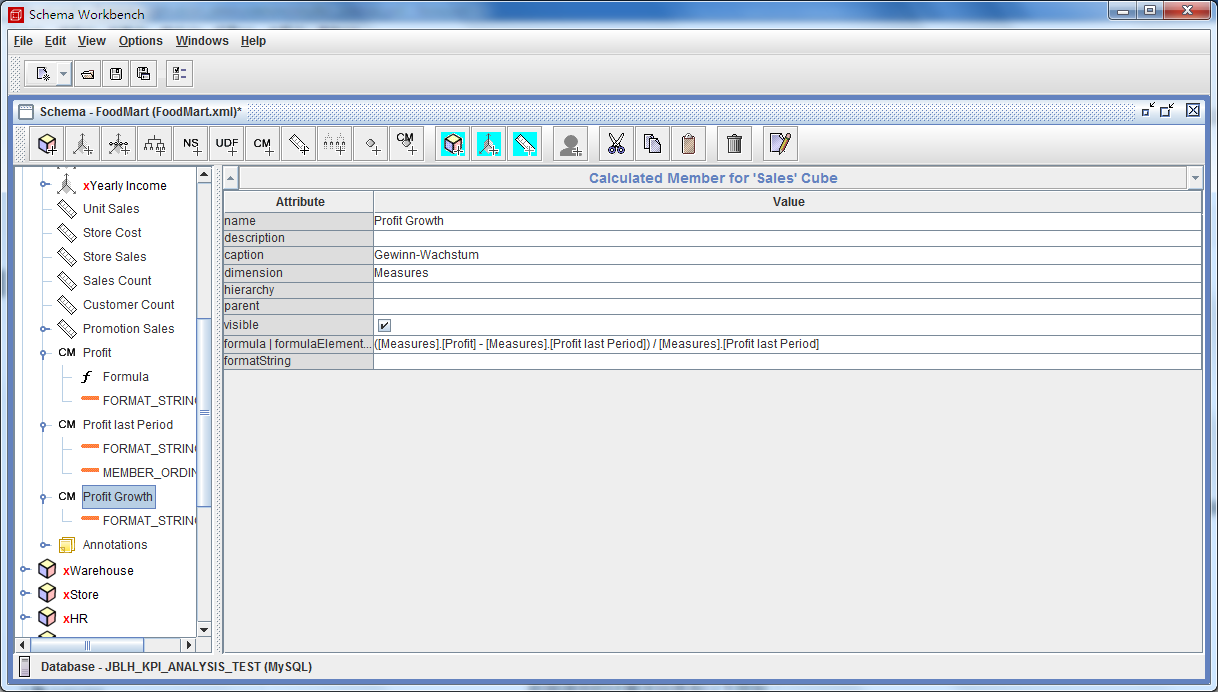 Schema Workbench
File Edit View Options Windows Help
Schema - FoodMart (FoodMart.xml)*
NS UDF CM CM
xYearly Income
Unit Sales
Store Cost
Store Sales
Sales Count
Customer Count
Promotion Sales
CM Profit
f Formula
FORMAT_STRING
CM Profit last Period
FORMAT_STRING
MEMBER_ORDIN
CM Profit Growth
FORMAT_STRING
Annotations
xWarehouse
xStore
xHR
Calculated Member for 'Sales' Cube
Attribute Value
name Profit Growth
description
caption Gewinn-Wachstum
dimension Measures
hierarchy
parent
visible
formula | formulaElement... ([Measures].[Profit] - [Measures].[Profit last Period]) / [Measures].[Profit last Period]
formatString
Database - JBLH_KPI_ANALYSIS_TEST (MySQL)